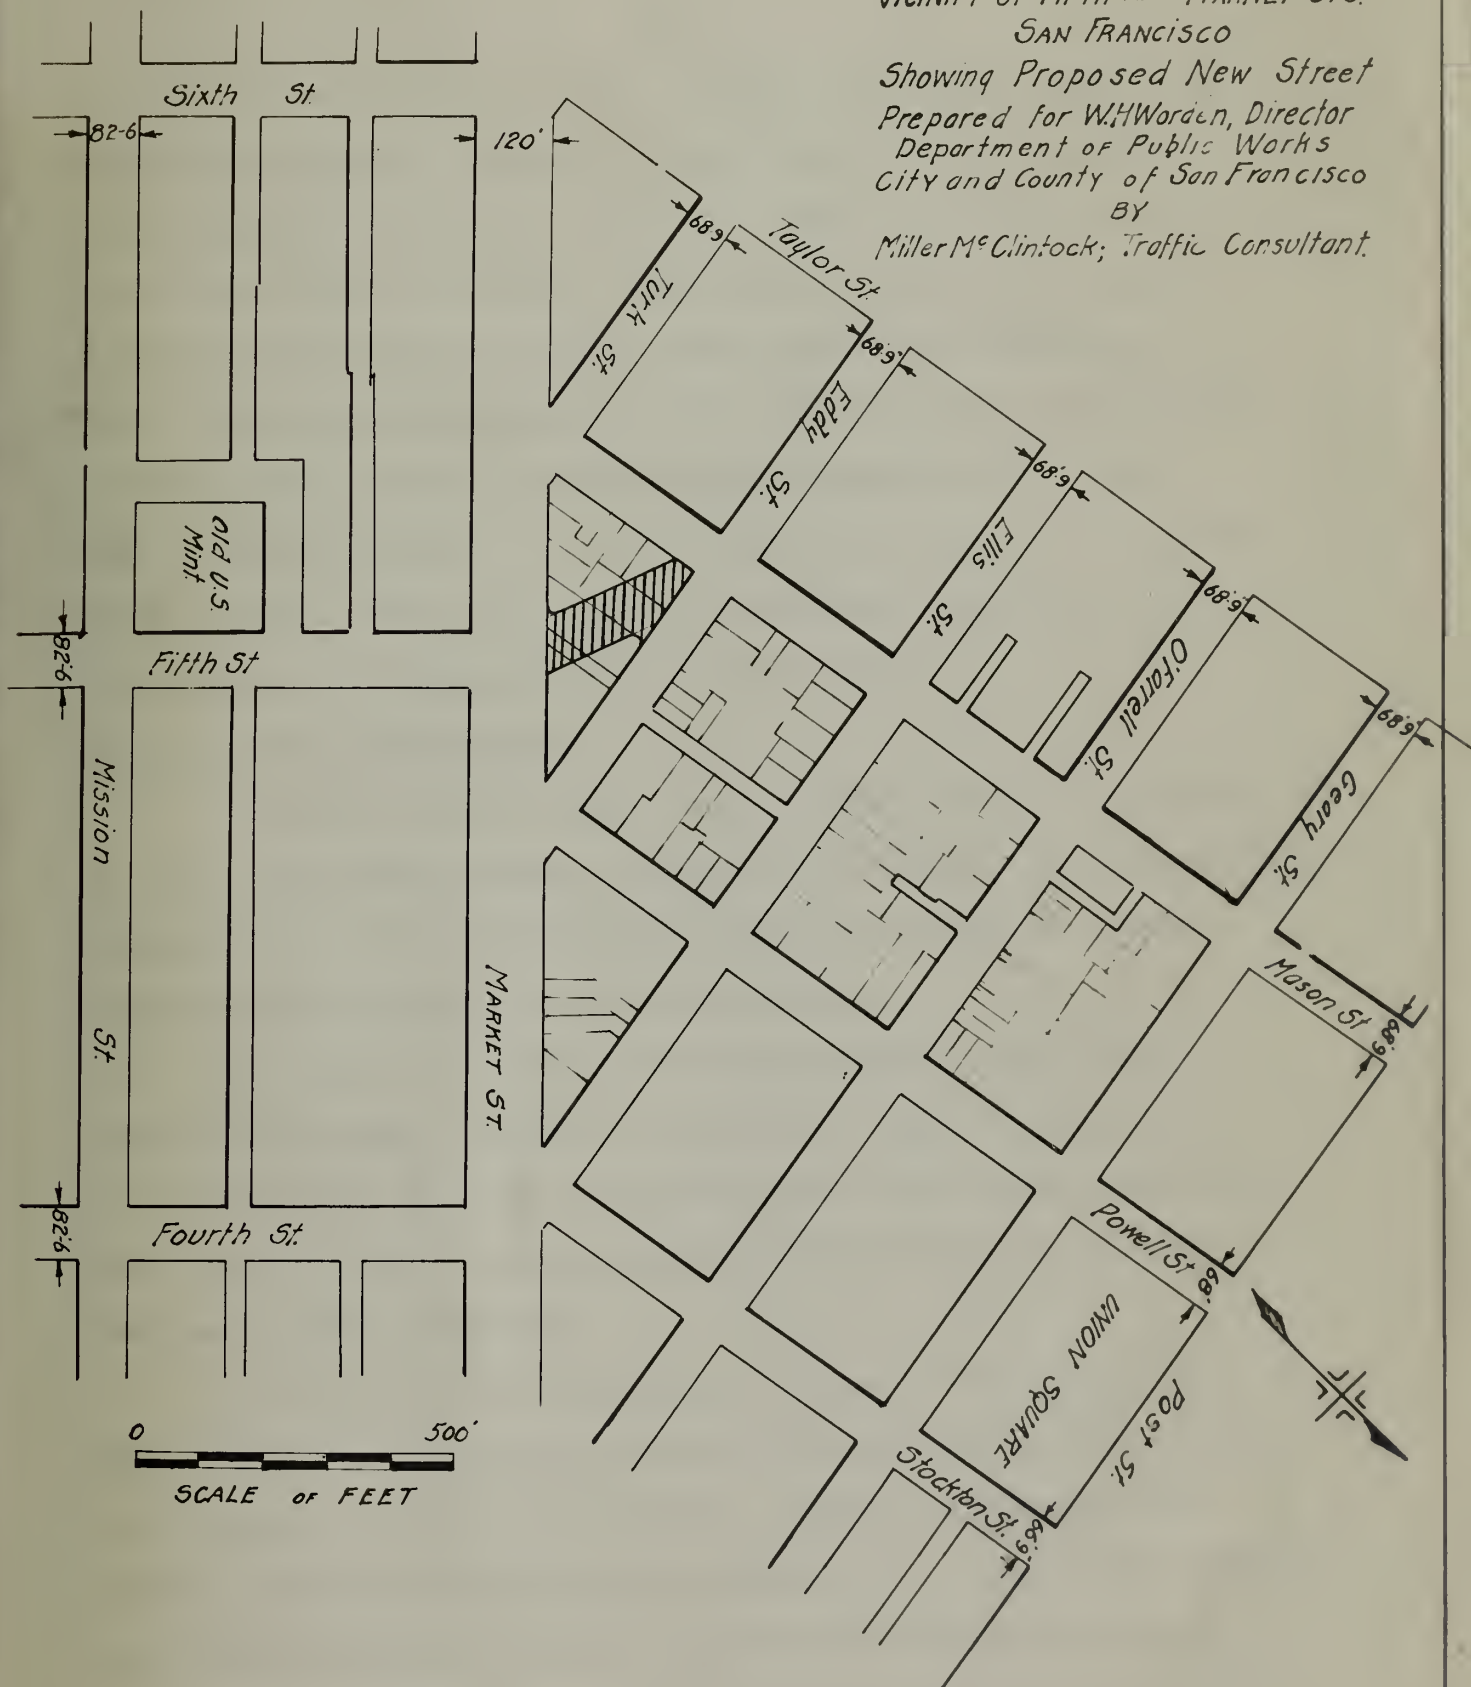 SAN FRANCISCO
Showing Proposed New Street
Prepared for W.H Worden, Director
Department of Public Works
City and County of San Francisco
BY
Miller McClintock; Traffic Consultant.
Sixth St.
82-6
120'
68'9
Taylor St.
Turk St.
68'9"
Eddy St.
68'9
Ellis St.
68'9"
O'Farrell St.
68'9"
Geary St.
Old U.S. Mint.
82'6
Fifth St
Mission St.
MARKET ST.
Mason St
68'9
82'6
Fourth St.
Powell St
68'
UNION SQUARE
Post St.
Stockton St.
66'9"
0 500'
SCALE OF FEET